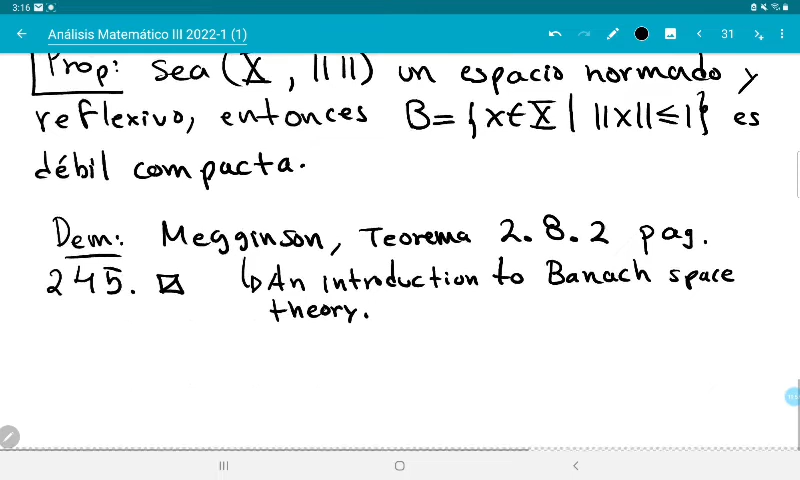 3:16
Análisis Matemático III 2022-1 (1)
31
Prop: Sea (X, || ||) un espacio normado y
reflexivo, entonces B = {x ∈ X | ||x|| ≤ 1} es
débil compacta.
Dem: Megginson, Teorema 2.8.2 pag.
245. ↳ An introduction to Banach space
theory.